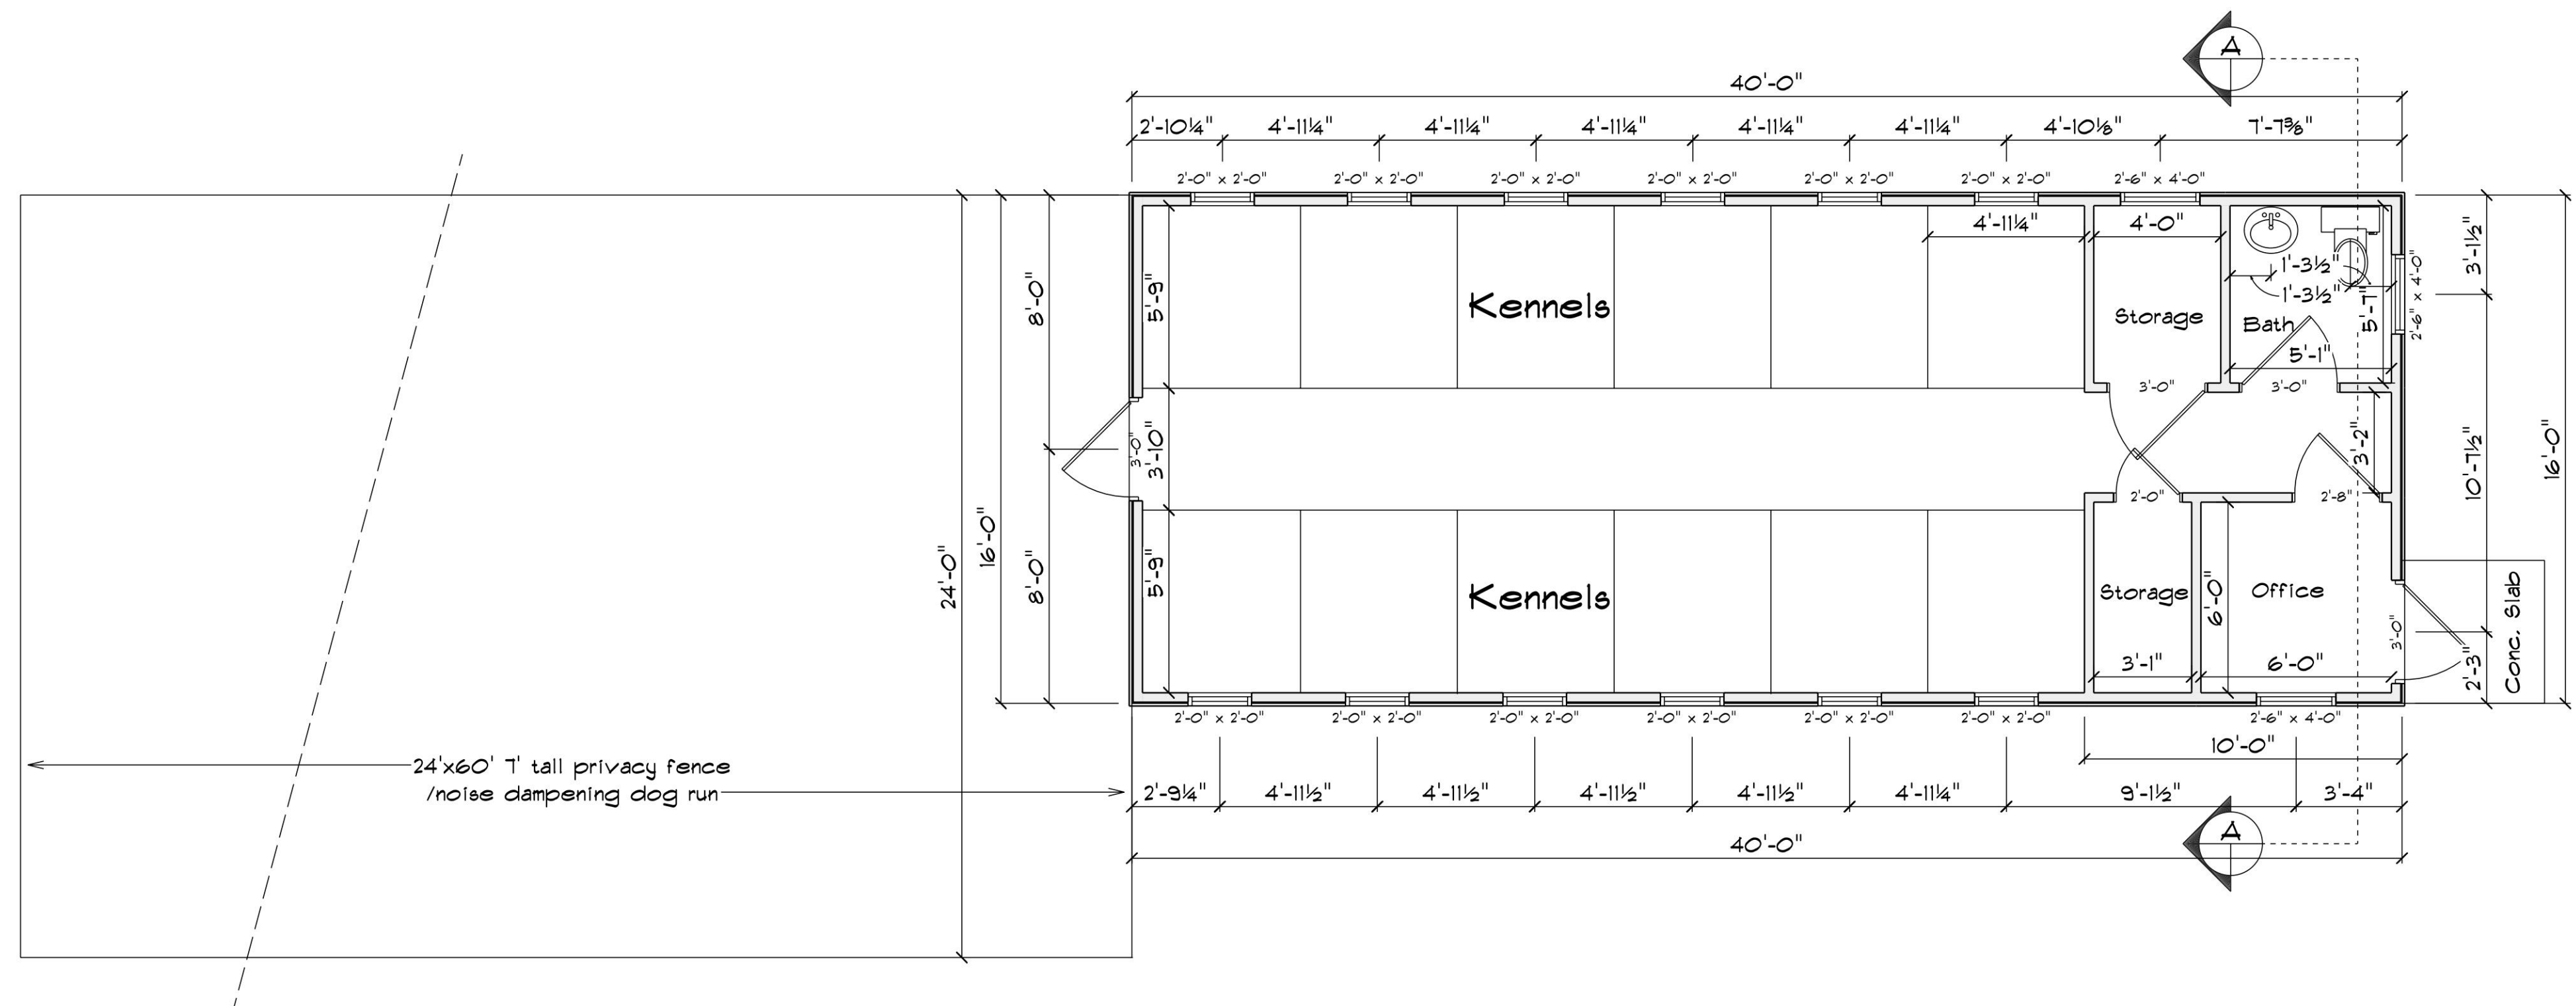 A
40'-0"
2'-10¼" 4'-11¼" 4'-11¼" 4'-11¼" 4'-11¼" 4'-11¼" 4'-10⅛" 7'-7⅜"
2'-0" x 2'-0" 2'-0" x 2'-0" 2'-0" x 2'-0" 2'-0" x 2'-0" 2'-0" x 2'-0" 2'-0" x 2'-0" 2'-6" x 4'-0"
4'-11¼" 4'-0"
3'-1½"
2'-6" x 4'-0"
1'-3½"
1'-3½"
8'-0"
5'-9"
Kennels
Storage
Bath
5'-7"
5'-1"
3'-0" 3'-0"
3'-0"
3'-10"
3'-2"
10'-7½"
16'-0"
2'-0" 2'-8"
24'-0"
16'-0"
8'-0"
5'-9"
Kennels
Storage
6'-0"
Office
3'-0"
Conc. Slab
3'-1" 6'-0"
2'-3"
2'-0" x 2'-0" 2'-0" x 2'-0" 2'-0" x 2'-0" 2'-0" x 2'-0" 2'-0" x 2'-0" 2'-0" x 2'-0" 2'-6" x 4'-0"
10'-0"
24'x60' 7' tall privacy fence
/noise dampening dog run
2'-9¼" 4'-11½" 4'-11½" 4'-11½" 4'-11½" 4'-11¼" 9'-1½" 3'-4"
A
40'-0"